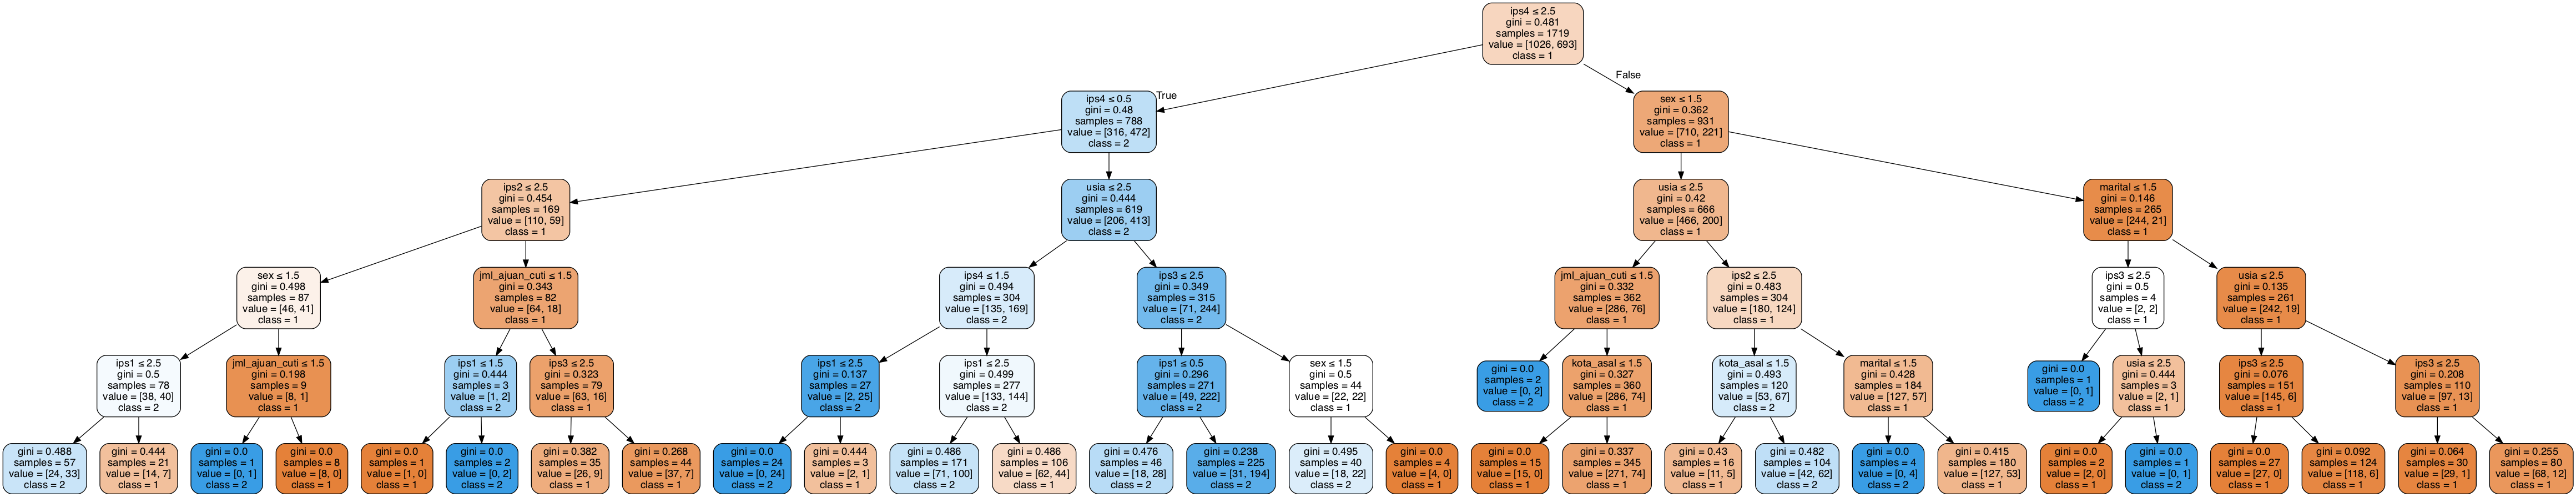 ips4 ≤ 2.5
gini = 0.481
samples = 1719
value = [1026, 693]
class = 1
True
False
ips4 ≤ 0.5
gini = 0.48
samples = 788
value = [316, 472]
class = 2
sex ≤ 1.5
gini = 0.362
samples = 931
value = [710, 221]
class = 1
ips2 ≤ 2.5
gini = 0.454
samples = 169
value = [110, 59]
class = 1
usia ≤ 2.5
gini = 0.444
samples = 619
value = [206, 413]
class = 2
usia ≤ 2.5
gini = 0.42
samples = 666
value = [466, 200]
class = 1
marital ≤ 1.5
gini = 0.146
samples = 265
value = [244, 21]
class = 1
sex ≤ 1.5
gini = 0.498
samples = 87
value = [46, 41]
class = 1
jml_ajuan_cuti ≤ 1.5
gini = 0.343
samples = 82
value = [64, 18]
class = 1
ips4 ≤ 1.5
gini = 0.494
samples = 304
value = [135, 169]
class = 2
ips3 ≤ 2.5
gini = 0.349
samples = 315
value = [71, 244]
class = 2
jml_ajuan_cuti ≤ 1.5
gini = 0.332
samples = 362
value = [286, 76]
class = 1
ips2 ≤ 2.5
gini = 0.483
samples = 304
value = [180, 124]
class = 1
ips3 ≤ 2.5
gini = 0.5
samples = 4
value = [2, 2]
class = 1
usia ≤ 2.5
gini = 0.135
samples = 261
value = [242, 19]
class = 1
ips1 ≤ 2.5
gini = 0.5
samples = 78
value = [38, 40]
class = 2
jml_ajuan_cuti ≤ 1.5
gini = 0.198
samples = 9
value = [8, 1]
class = 1
ips1 ≤ 1.5
gini = 0.444
samples = 3
value = [1, 2]
class = 2
ips3 ≤ 2.5
gini = 0.323
samples = 79
value = [63, 16]
class = 1
ips1 ≤ 2.5
gini = 0.137
samples = 27
value = [2, 25]
class = 2
ips1 ≤ 2.5
gini = 0.499
samples = 277
value = [133, 144]
class = 2
ips1 ≤ 0.5
gini = 0.296
samples = 271
value = [49, 222]
class = 2
sex ≤ 1.5
gini = 0.5
samples = 44
value = [22, 22]
class = 1
gini = 0.0
samples = 2
value = [0, 2]
class = 2
kota_asal ≤ 1.5
gini = 0.327
samples = 360
value = [286, 74]
class = 1
kota_asal ≤ 1.5
gini = 0.493
samples = 120
value = [53, 67]
class = 2
marital ≤ 1.5
gini = 0.428
samples = 184
value = [127, 57]
class = 1
gini = 0.0
samples = 1
value = [0, 1]
class = 2
usia ≤ 2.5
gini = 0.444
samples = 3
value = [2, 1]
class = 1
ips3 ≤ 2.5
gini = 0.076
samples = 151
value = [145, 6]
class = 1
ips3 ≤ 2.5
gini = 0.208
samples = 110
value = [97, 13]
class = 1
gini = 0.488
samples = 57
value = [24, 33]
class = 2
gini = 0.444
samples = 21
value = [14, 7]
class = 1
gini = 0.0
samples = 1
value = [0, 1]
class = 2
gini = 0.0
samples = 8
value = [8, 0]
class = 1
gini = 0.0
samples = 1
value = [1, 0]
class = 1
gini = 0.0
samples = 2
value = [0, 2]
class = 2
gini = 0.382
samples = 35
value = [26, 9]
class = 1
gini = 0.268
samples = 44
value = [37, 7]
class = 1
gini = 0.0
samples = 24
value = [0, 24]
class = 2
gini = 0.444
samples = 3
value = [2, 1]
class = 1
gini = 0.486
samples = 171
value = [71, 100]
class = 2
gini = 0.486
samples = 106
value = [62, 44]
class = 1
gini = 0.476
samples = 46
value = [18, 28]
class = 2
gini = 0.238
samples = 225
value = [31, 194]
class = 2
gini = 0.495
samples = 40
value = [18, 22]
class = 2
gini = 0.0
samples = 4
value = [4, 0]
class = 1
gini = 0.0
samples = 15
value = [15, 0]
class = 1
gini = 0.337
samples = 345
value = [271, 74]
class = 1
gini = 0.43
samples = 16
value = [11, 5]
class = 1
gini = 0.482
samples = 104
value = [42, 62]
class = 2
gini = 0.0
samples = 4
value = [0, 4]
class = 2
gini = 0.415
samples = 180
value = [127, 53]
class = 1
gini = 0.0
samples = 2
value = [2, 0]
class = 1
gini = 0.0
samples = 1
value = [0, 1]
class = 2
gini = 0.0
samples = 27
value = [27, 0]
class = 1
gini = 0.092
samples = 124
value = [118, 6]
class = 1
gini = 0.064
samples = 30
value = [29, 1]
class = 1
gini = 0.255
samples = 80
value = [68, 12]
class = 1